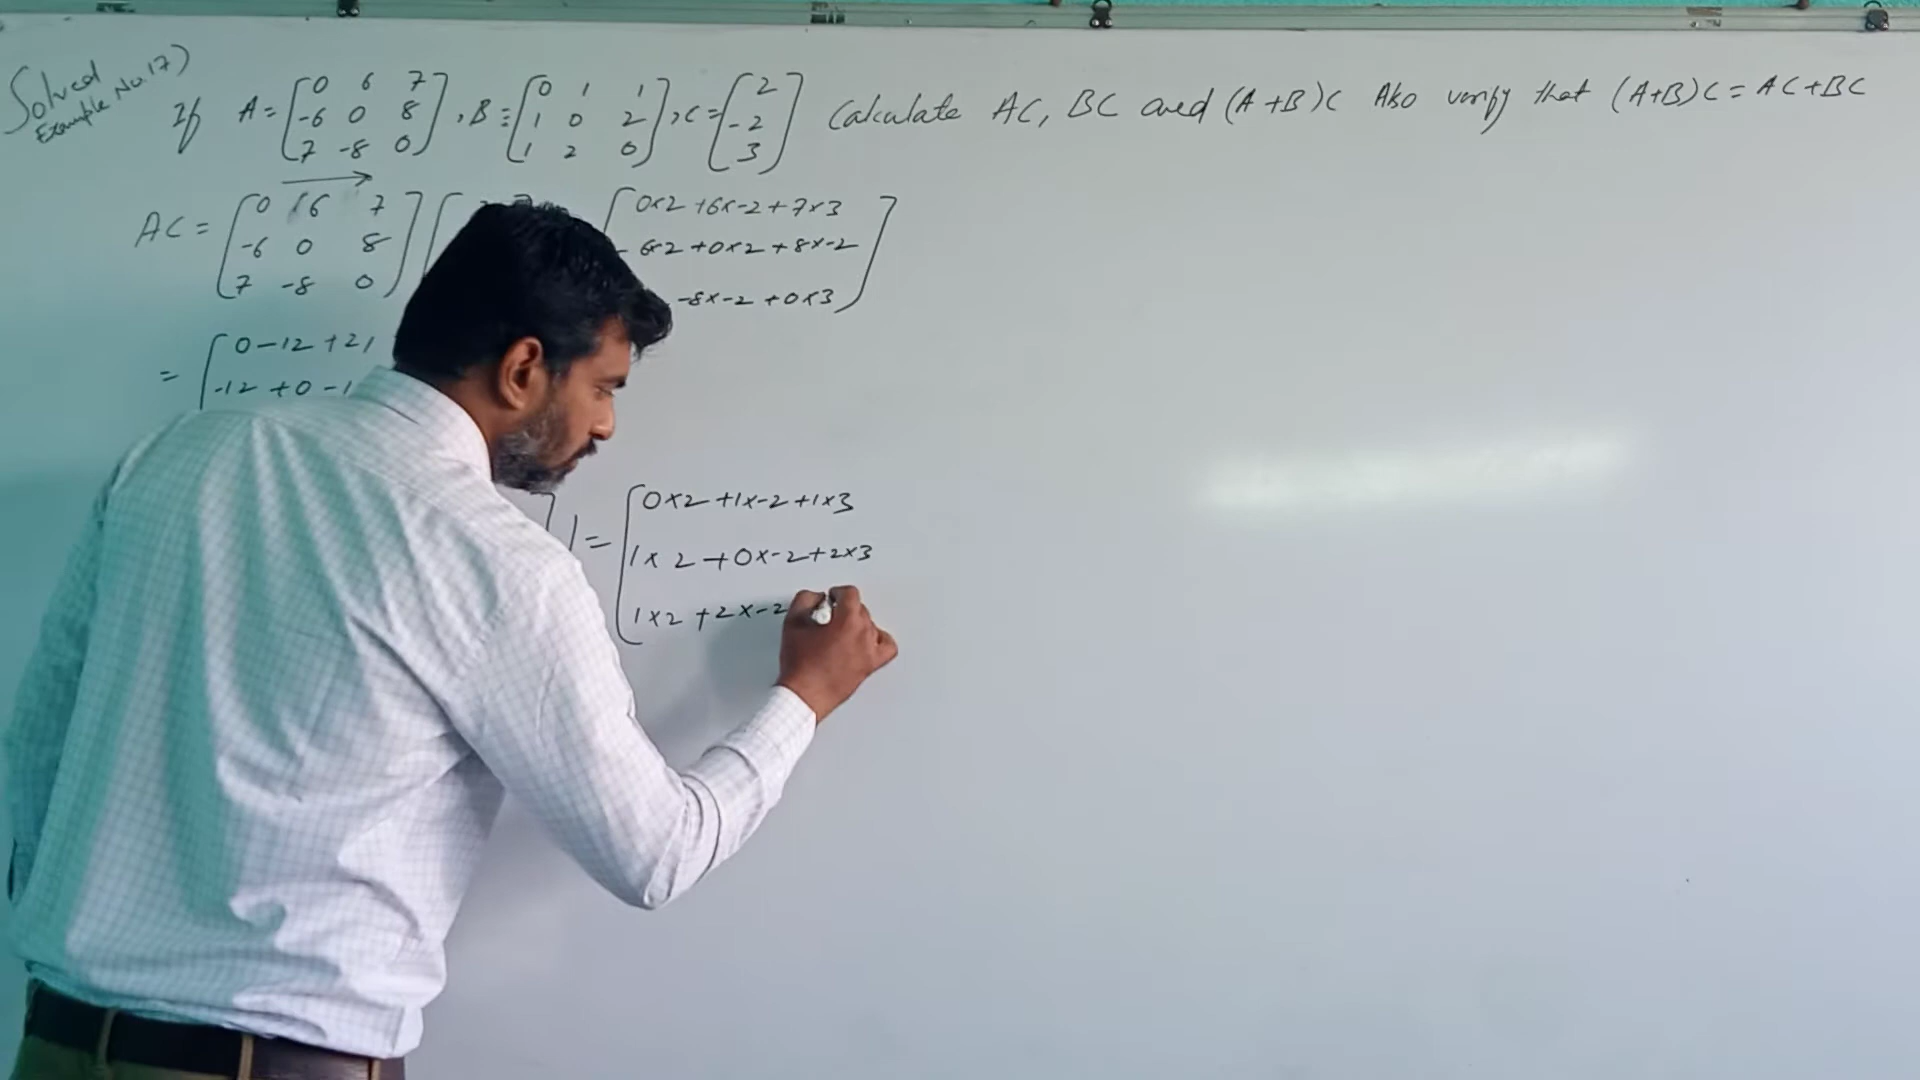 Solved
Example No. 17)
If A = [0 6 7 , B = [0 1 1 , C = [2 Calculate AC, BC and (A+B)C Also verify that (A+B)C = AC+BC
-6 0 8 1 0 2 -2
7 -8 0] 1 2 0] 3]
AC = [0 6 7 [0×2 +6×-2+7×3
-6 0 8 -6×2 +0×2 +8×-2
7 -8 0] -8×-2 +0×3]
= [0-12 +21
-12 +0 -1
= [0×2 +1×-2 +1×3
1×2 +0×-2+2×3
1×2 +2×-2